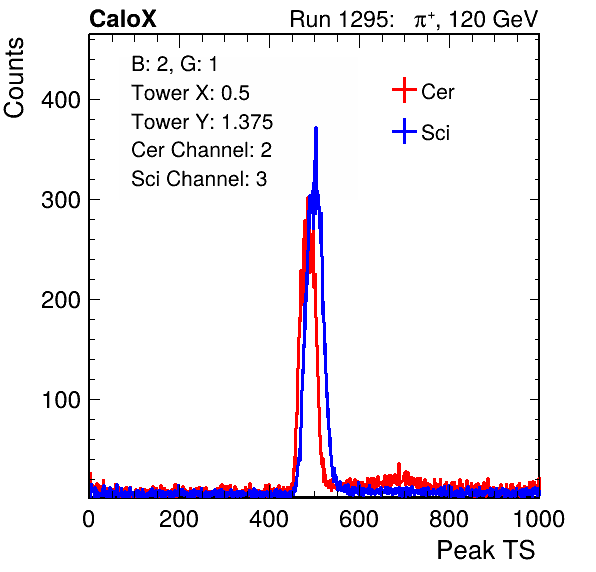 CaloX Run 1295: π⁺, 120 GeV
Counts
B: 2, G: 1
Tower X: 0.5
Tower Y: 1.375
Cer Channel: 2
Sci Channel: 3
Cer
Sci
400
300
200
100
0 200 400 600 800 1000
Peak TS